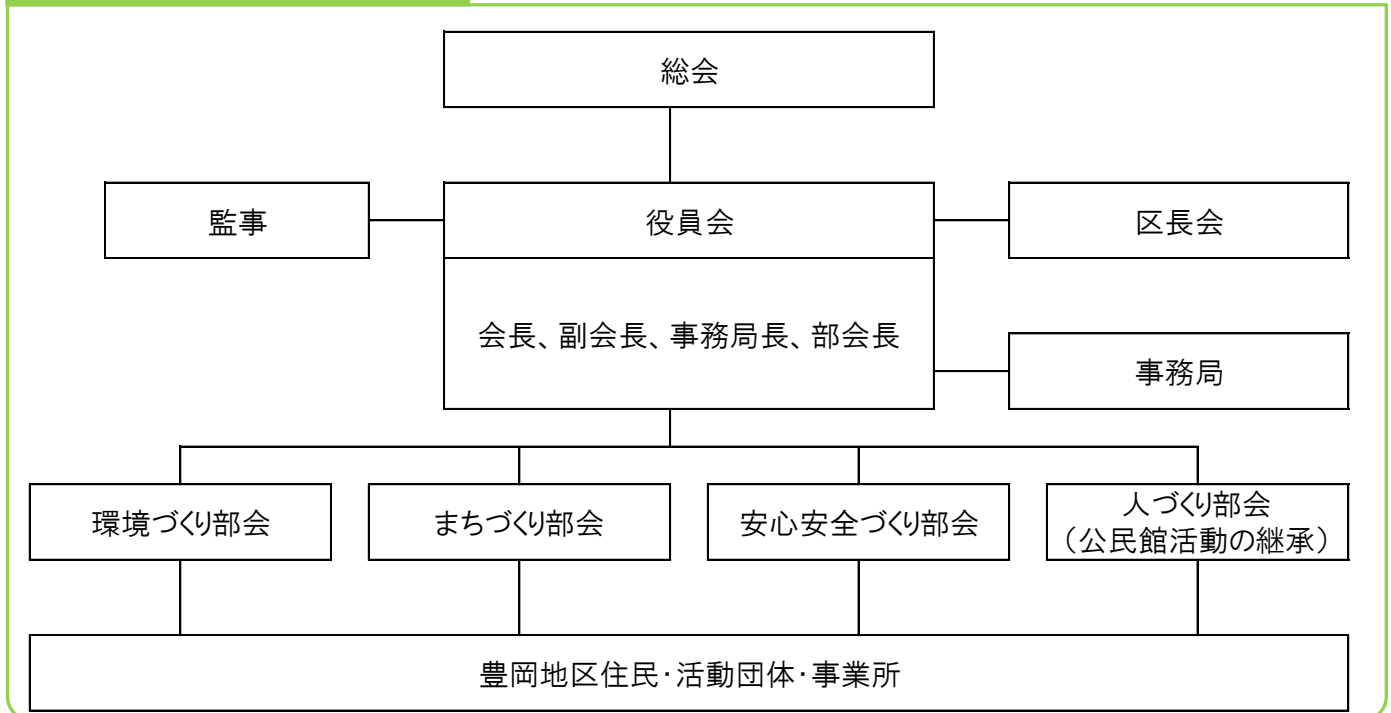 総会
監事
役員会
区長会
会長、副会長、事務局長、部会長
事務局
環境づくり部会
まちづくり部会
安心安全づくり部会
人づくり部会
（公民館活動の継承）
豊岡地区住民・活動団体・事業所